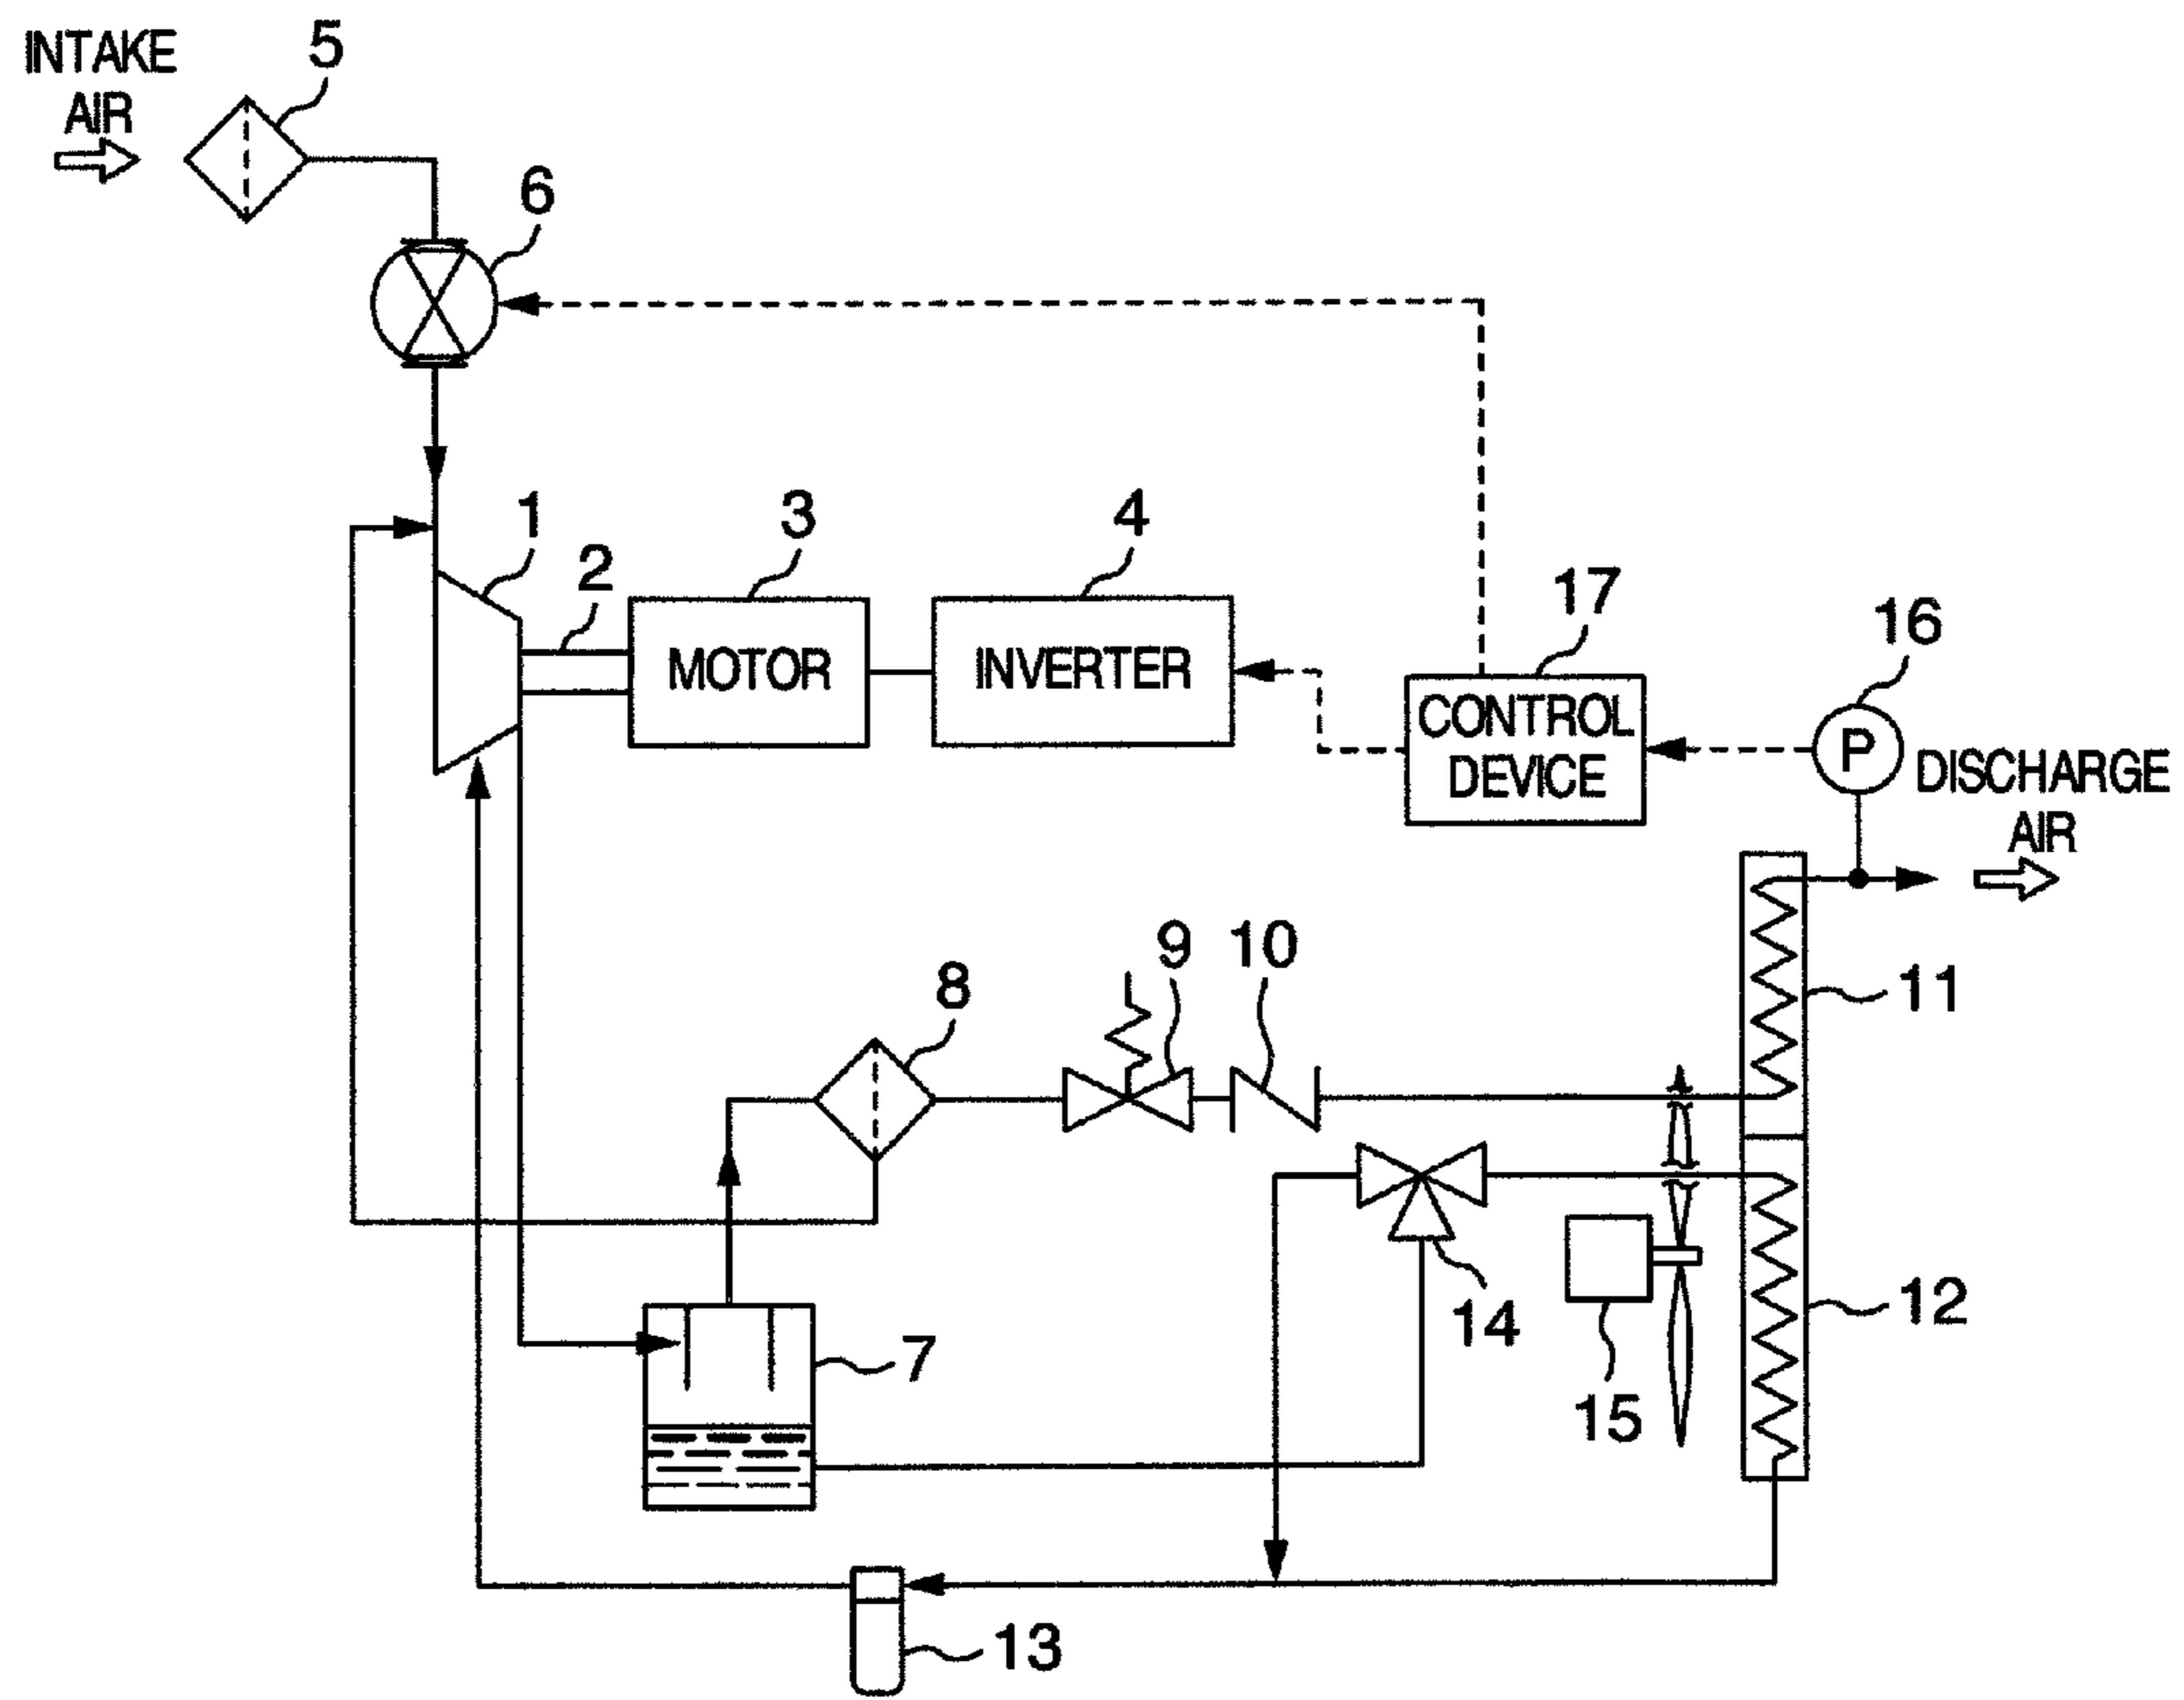 INTAKE
AIR
5
6
1
2
3
4
MOTOR
INVERTER
17
CONTROL
DEVICE
16
P
DISCHARGE
AIR
8
9
10
11
7
14
15
12
13